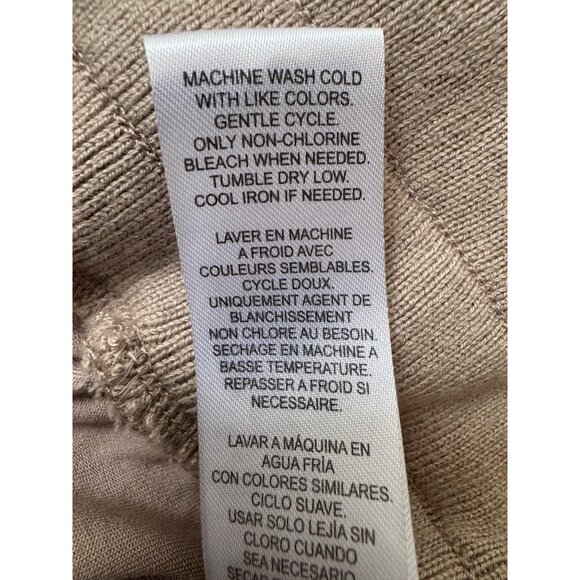 MACHINE WASH COLD
WITH LIKE COLORS.
GENTLE CYCLE.
ONLY NON-CHLORINE
BLEACH WHEN NEEDED.
TUMBLE DRY LOW.
COOL IRON IF NEEDED.
LAVER EN MACHINE
A FROID AVEC
COULEURS SEMBLABLES.
CYCLE DOUX.
UNIQUEMENT AGENT DE
BLANCHISSEMENT
NON CHLORE AU BESOIN.
SECHAGE EN MACHINE A
BASSE TEMPERATURE.
REPASSER A FROID SI
NECESSAIRE.
LAVAR A MÁQUINA EN
AGUA FRÍA
CON COLORES SIMILARES.
CICLO SUAVE.
USAR SOLO LEJÍA SIN
CLORO CUANDO
SEA NECESARIO